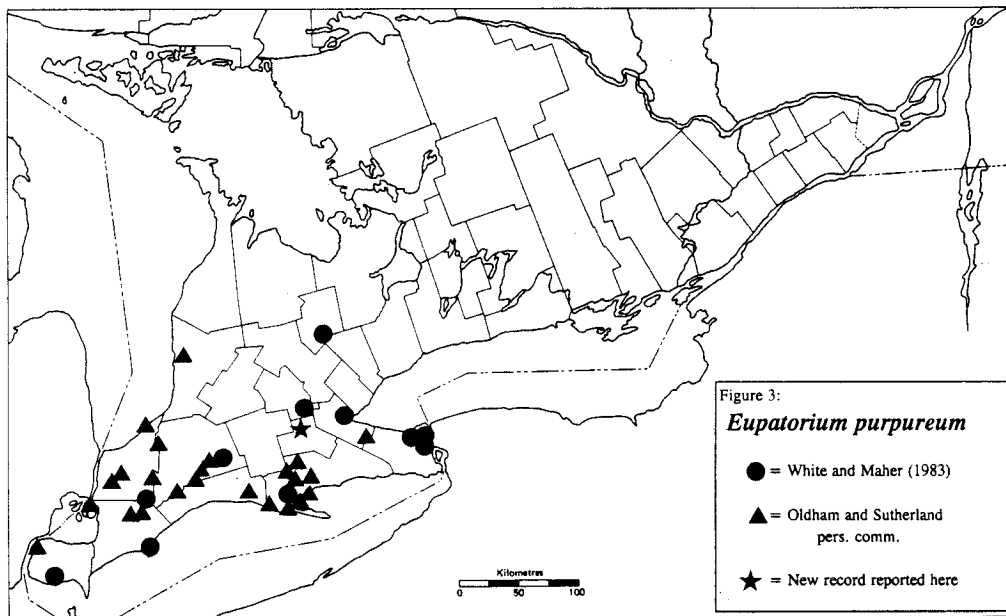 Figure 3:
Eupatorium purpureum
= White and Maher (1983)
= Oldham and Sutherland
pers. comm.
= New record reported here
Kilometres
0 50 100